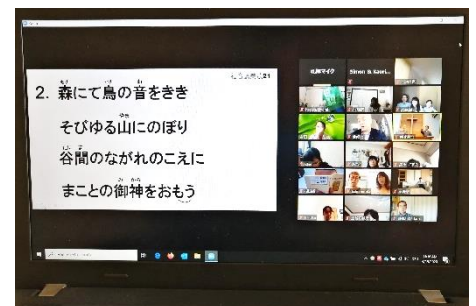 2. 森にて鳥の音をきき
そびゆる山にのぼり
谷間のながれのこえに
まことの御神をおもう
Simon & Kaori...